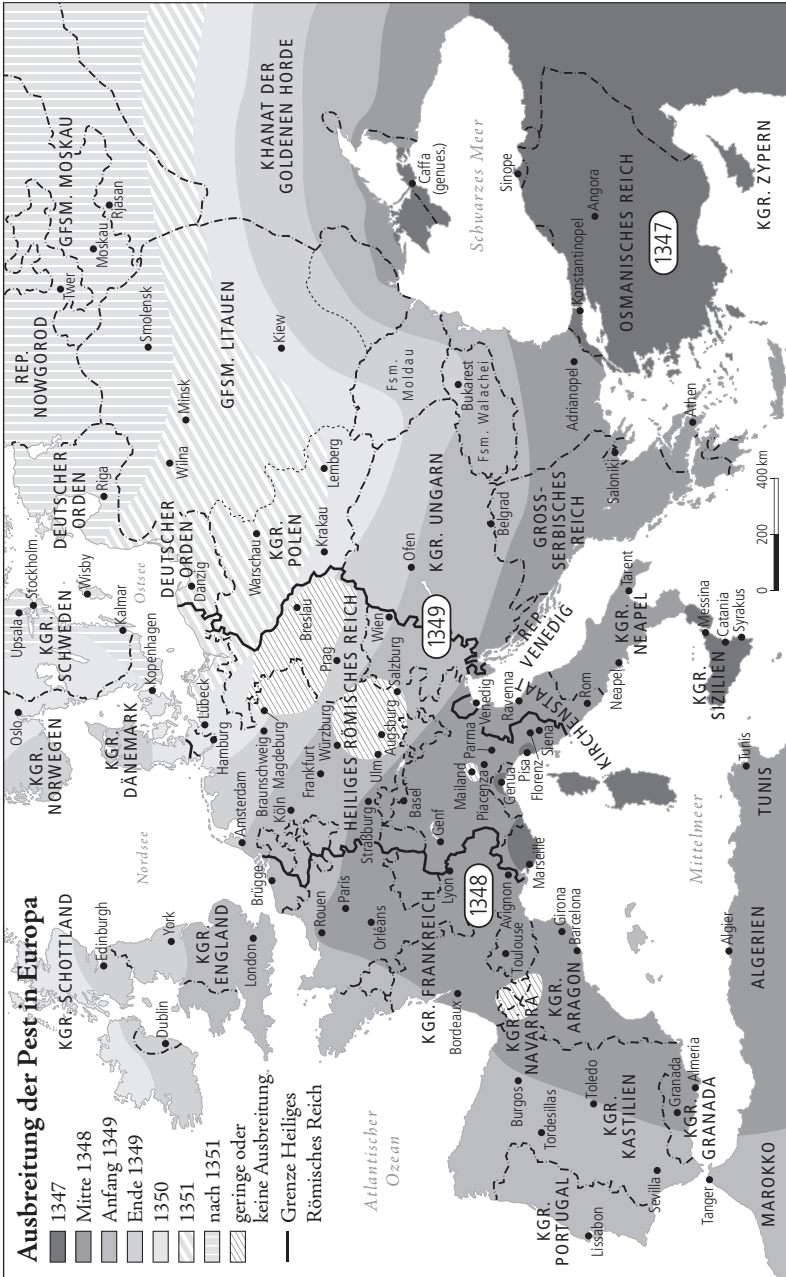 Ausbreitung der Pest in Europa
1347
Mitte 1348
Anfang 1349
Ende 1349
1350
1351
nach 1351
geringe oder
keine Ausbreitung
Grenze Heiliges
Römisches Reich
KGR. SCHOTTLAND
Edinburgh
Dublin
York
KGR.
ENGLAND
London
Nordsee
Atlantischer
Ozean
KGR.
NORWEGEN
Oslo
KGR.
SCHWEDEN
Upsala
Stockholm
Wisby
Kalmar
Ostsee
KGR.
DÄNEMARK
Kopenhagen
DEUTSCHER
ORDEN
Riga
DEUTSCHER
ORDEN
Danzig
REP.
NOWGOROD
Twer
GFSM. MOSKAU
Moskau
Rjasan
Smolensk
GFSM. LITAUEN
Wilna
Minsk
Kiew
KHANAT DER
GOLDENEN HORDE
Lübeck
Hamburg
Amsterdam
Brügge
Braunschweig
Magdeburg
Köln
Frankfurt
Würzburg
HEILIGES RÖMISCHES REICH
Breslau
Prag
Wien
Salzburg
Augsburg
Ulm
Straßburg
Basel
Genf
1349
KGR.
POLEN
Warschau
Krakau
Lemberg
KGR. UNGARN
Ofen
Fsm.
Moldau
Fsm. Walachei
Bukarest
Belgrad
GROSS-
SERBISCHES
REICH
Rouen
Paris
Orléans
KGR. FRANKREICH
Lyon
1348
Avignon
Toulouse
Marseille
Bordeaux
KGR.
NAVARRA
KGR.
ARAGON
Girona
Barcelona
Burgos
Tordesillas
Toledo
KGR.
KASTILIEN
KGR.
PORTUGAL
Lissabon
Sevilla
KGR.
GRANADA
Granada
Almeria
Tanger
MAROKKO
Algier
ALGERIEN
Tunis
TUNIS
Mittelmeer
Mailand
Piacenza
Parma
Genua
Venedig
Ravenna
Pisa
Florenz
Siena
REP.
VENEDIG
KIRCHENSTAAT
Rom
Neapel
KGR.
NEAPEL
Tarent
KGR.
SIZILIEN
Messina
Catania
Syrakus
Saloniki
Athen
Adrianopel
Konstantinopel
Angora
OSMANISCHES REICH
1347
Sinope
Schwarzes Meer
Caffa
(genues.)
KGR. ZYPERN
0
200
400 km